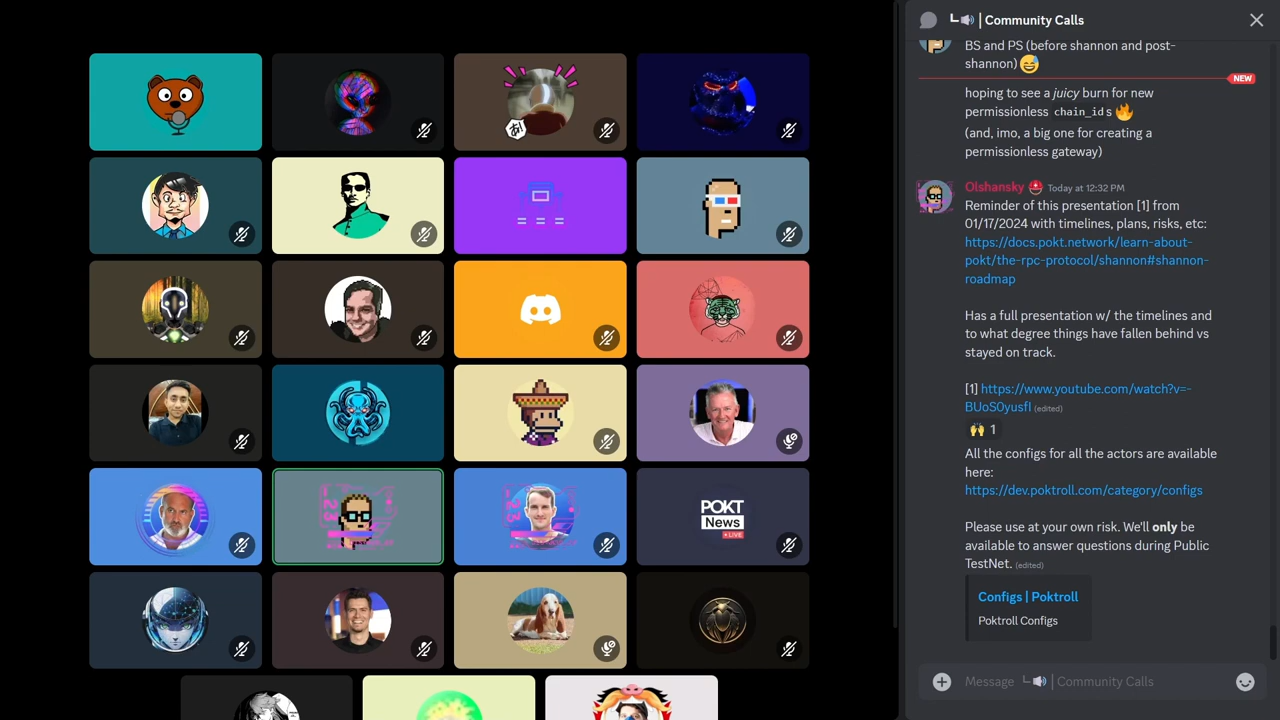 Community Calls
BS and PS (before shannon and post-
shannon)
NEW
hoping to see a juicy burn for new
permissionless chain_ids
(and, imo, a big one for creating a
permissionless gateway)
Olshansky Today at 12:32 PM
Reminder of this presentation [1] from
01/17/2024 with timelines, plans, risks, etc:
https://docs.pokt.network/learn-about-
pokt/the-rpc-protocol/shannon#shannon-
roadmap
Has a full presentation w/ the timelines and
to what degree things have fallen behind vs
stayed on track.
[1] https://www.youtube.com/watch?v=-
BUoS0yusfI (edited)
1
All the configs for all the actors are available
here:
https://dev.poktroll.com/category/configs
Please use at your own risk. We'll only be
available to answer questions during Public
TestNet. (edited)
Configs | Poktroll
Poktroll Configs
Message Community Calls
POKT
News
LIVE